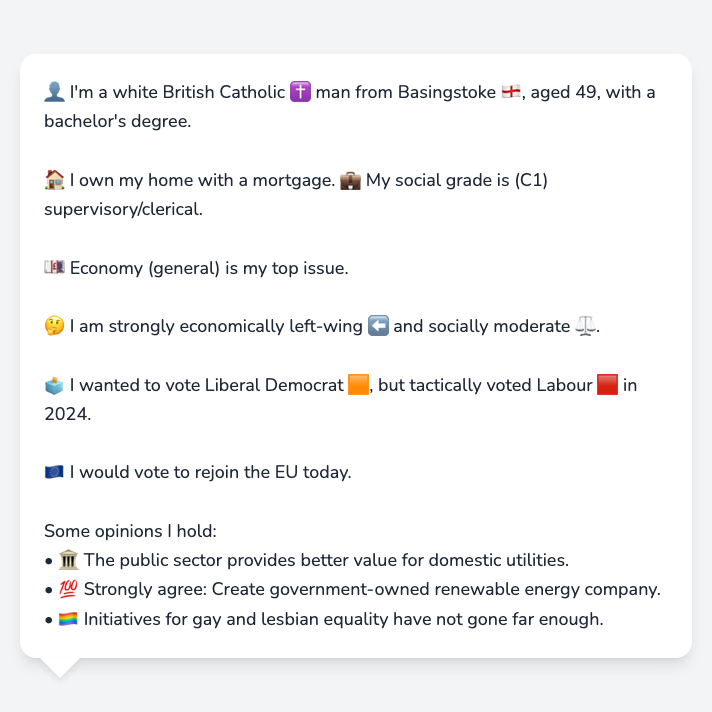 👤 I'm a white British Catholic ✝️ man from Basingstoke 🏴󠁧󠁢󠁥󠁮󠁧󠁿, aged 49, with a
bachelor's degree.
🏠 I own my home with a mortgage. 💼 My social grade is (C1)
supervisory/clerical.
💷 Economy (general) is my top issue.
🤔 I am strongly economically left-wing ⬅️ and socially moderate ⚖️.
🗳️ I wanted to vote Liberal Democrat 🟧, but tactically voted Labour 🟥 in
2024.
🇪🇺 I would vote to rejoin the EU today.
Some opinions I hold:
• 🏛️ The public sector provides better value for domestic utilities.
• 💯 Strongly agree: Create government-owned renewable energy company.
• 🏳️‍🌈 Initiatives for gay and lesbian equality have not gone far enough.